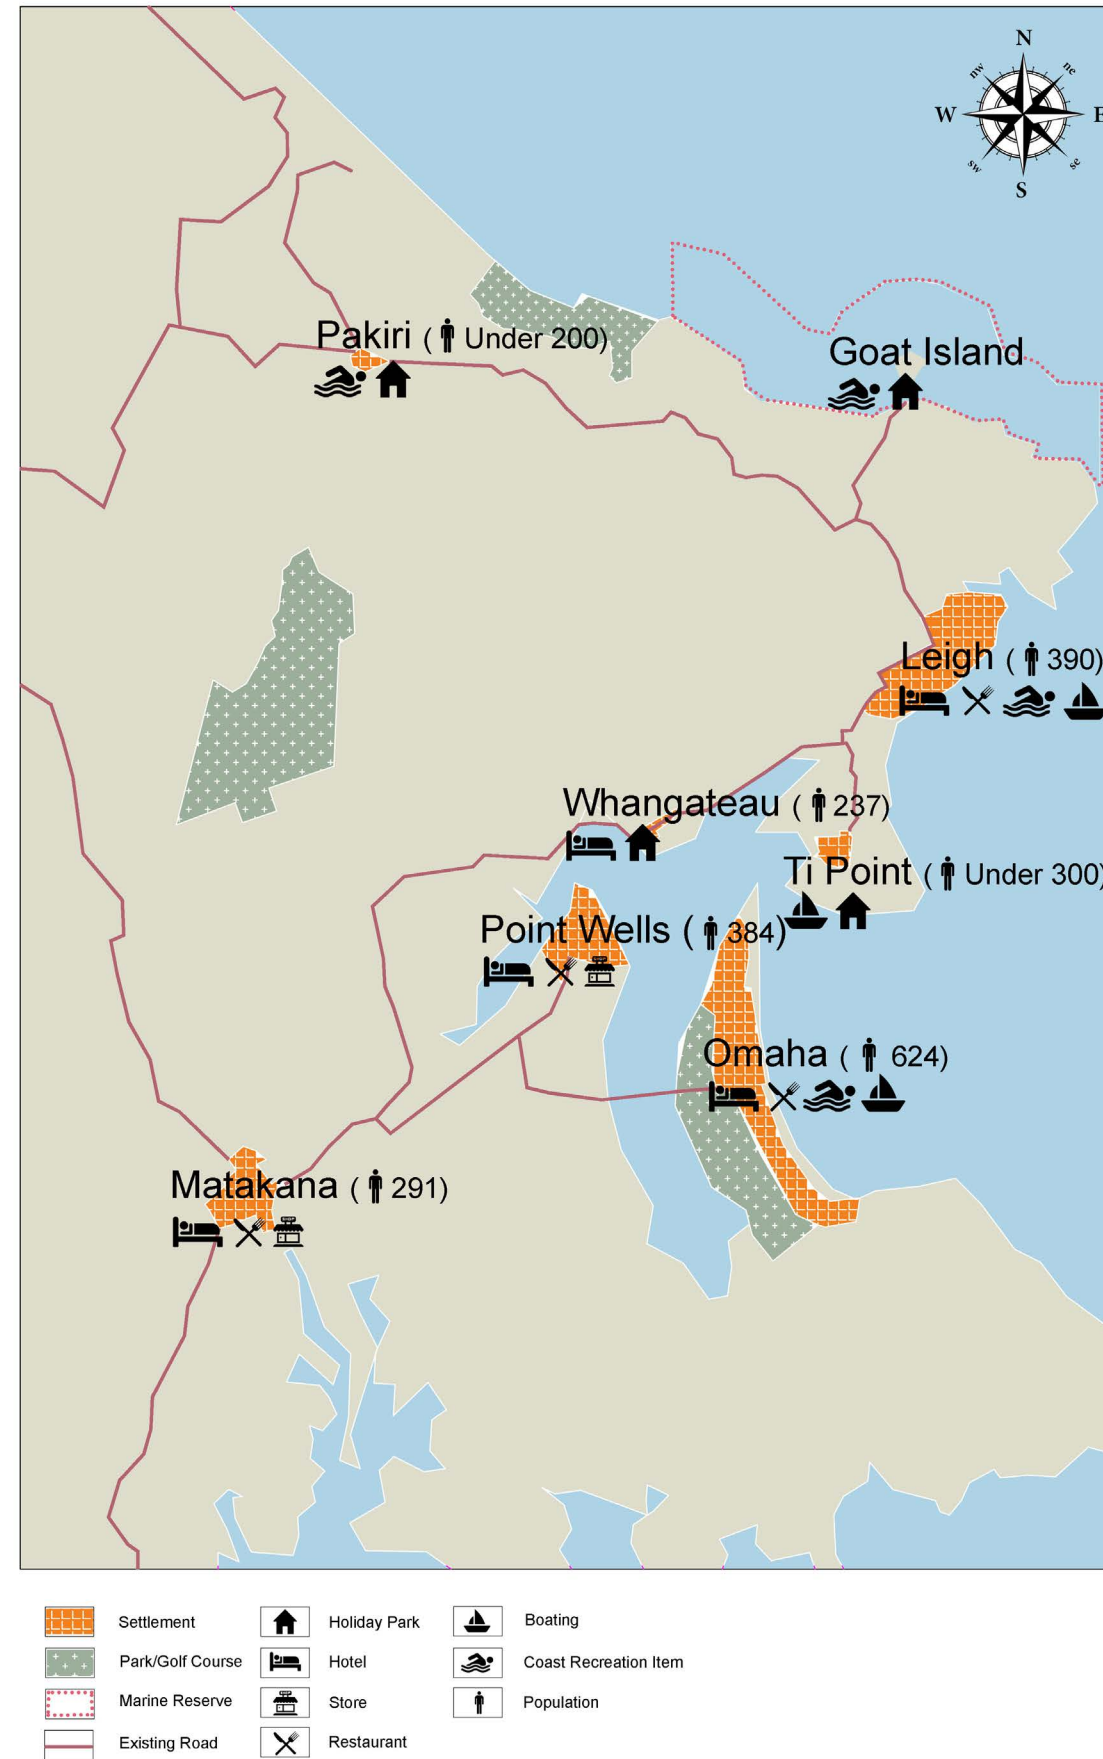 N
nw
ne
W
E
sw
se
S
Pakiri ( Under 200)
Goat Island
Leigh ( 390)
Whangateau ( 237)
Ti Point ( Under 300)
Point Wells ( 384)
Omaha ( 624)
Matakana ( 291)
Settlement
Holiday Park
Boating
Park/Golf Course
Hotel
Coast Recreation Item
Marine Reserve
Store
Population
Existing Road
Restaurant